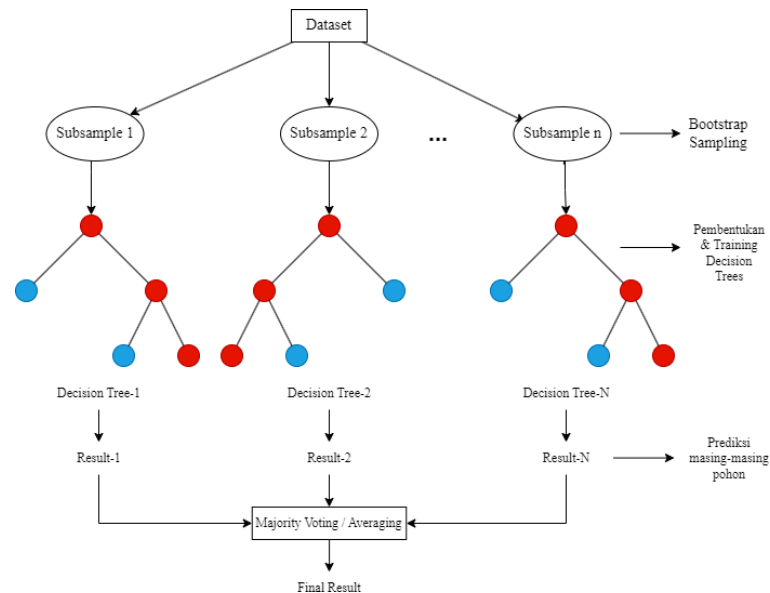 Dataset
Subsample 1
Subsample 2
...
Subsample n
Bootstrap
Sampling
Pembentukan
& Training
Decision
Trees
Decision Tree-1
Decision Tree-2
Decision Tree-N
Result-1
Result-2
Result-N
Prediksi
masing-masing
pohon
Majority Voting / Averaging
Final Result